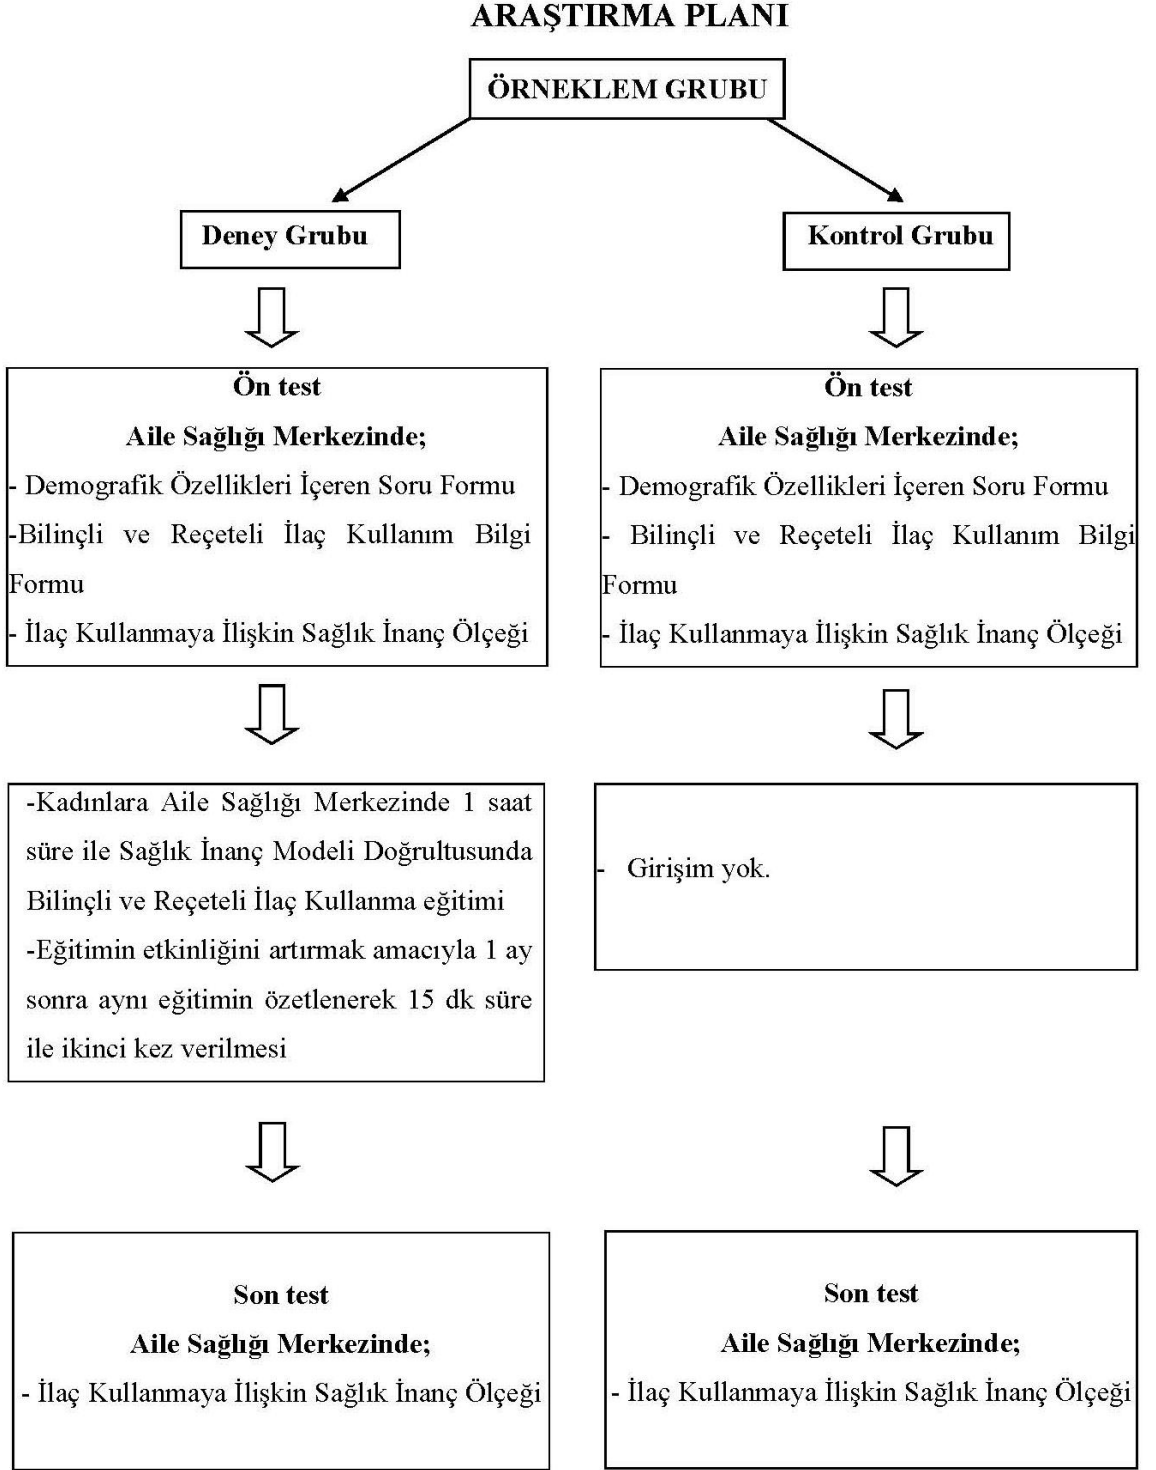 ARAŞTIRMA PLANI
ÖRNEKLEM GRUBU
Deney Grubu
Kontrol Grubu
Ön test
Aile Sağlığı Merkezinde;
- Demografik Özellikleri İçeren Soru Formu
-Bilinçli ve Reçeteli İlaç Kullanım Bilgi
Formu
- İlaç Kullanmaya İlişkin Sağlık İnanç Ölçeği
Ön test
Aile Sağlığı Merkezinde;
- Demografik Özellikleri İçeren Soru Formu
- Bilinçli ve Reçeteli İlaç Kullanım Bilgi
Formu
- İlaç Kullanmaya İlişkin Sağlık İnanç Ölçeği
-Kadınlara Aile Sağlığı Merkezinde 1 saat
süre ile Sağlık İnanç Modeli Doğrultusunda
Bilinçli ve Reçeteli İlaç Kullanma eğitimi
-Eğitimin etkinliğini artırmak amacıyla 1 ay
sonra aynı eğitimin özetlenerek 15 dk süre
ile ikinci kez verilmesi
- Girişim yok.
Son test
Aile Sağlığı Merkezinde;
- İlaç Kullanmaya İlişkin Sağlık İnanç Ölçeği
Son test
Aile Sağlığı Merkezinde;
- İlaç Kullanmaya İlişkin Sağlık İnanç Ölçeği